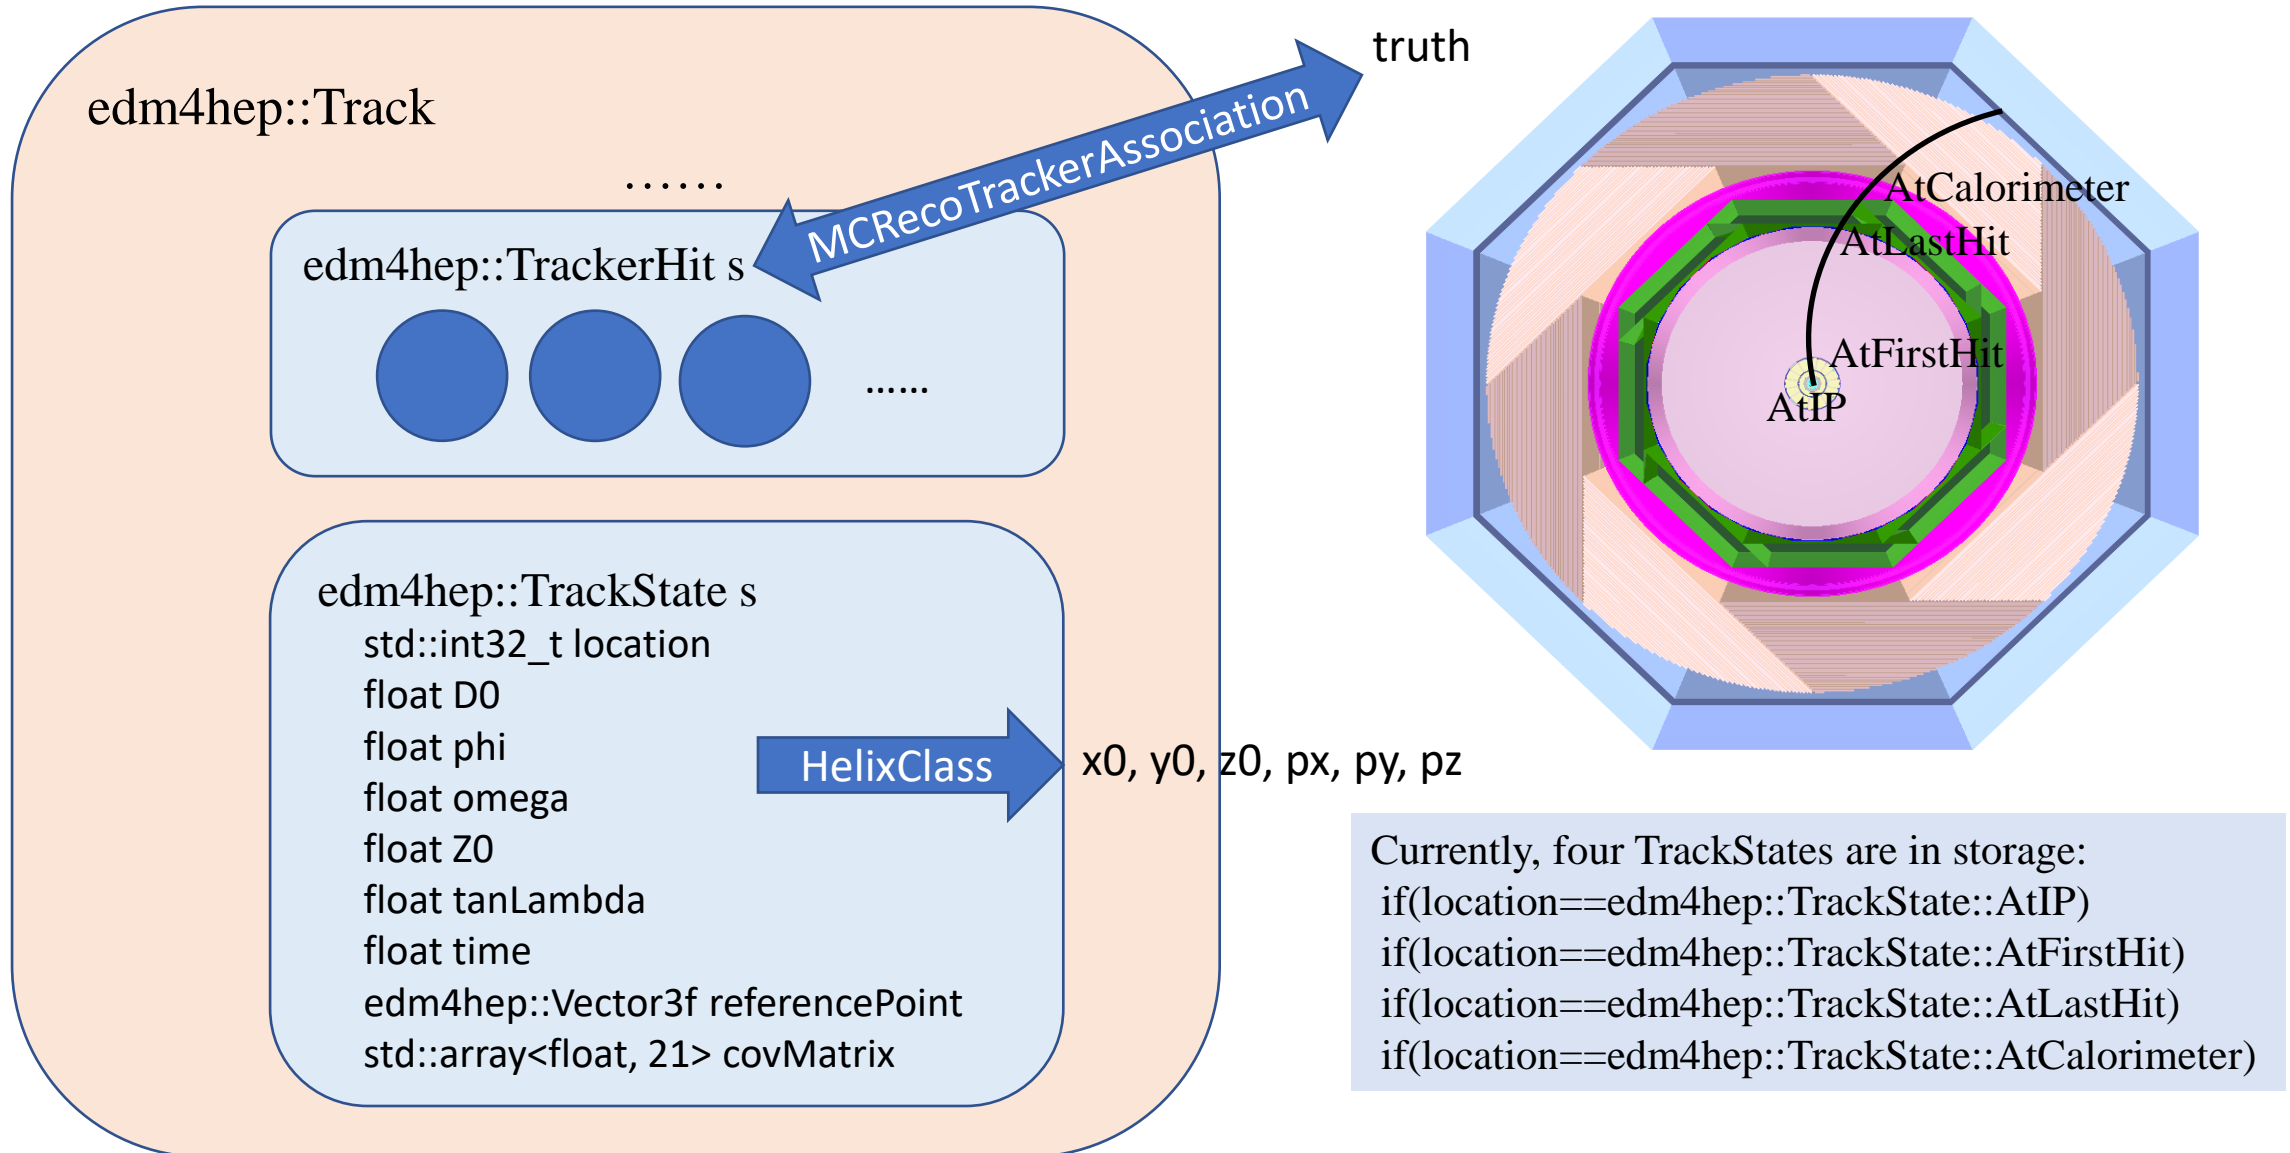 edm4hep::Track
......
edm4hep::TrackerHit s
......
MCRecoTrackerAssociation
truth
edm4hep::TrackState s
std::int32_t location
float D0
float phi
float omega
float Z0
float tanLambda
float time
edm4hep::Vector3f referencePoint
std::array<float, 21> covMatrix
HelixClass
x0, y0, z0, px, py, pz
AtCalorimeter
AtLastHit
AtFirstHit
AtIP
Currently, four TrackStates are in storage:
if(location==edm4hep::TrackState::AtIP)
if(location==edm4hep::TrackState::AtFirstHit)
if(location==edm4hep::TrackState::AtLastHit)
if(location==edm4hep::TrackState::AtCalorimeter)